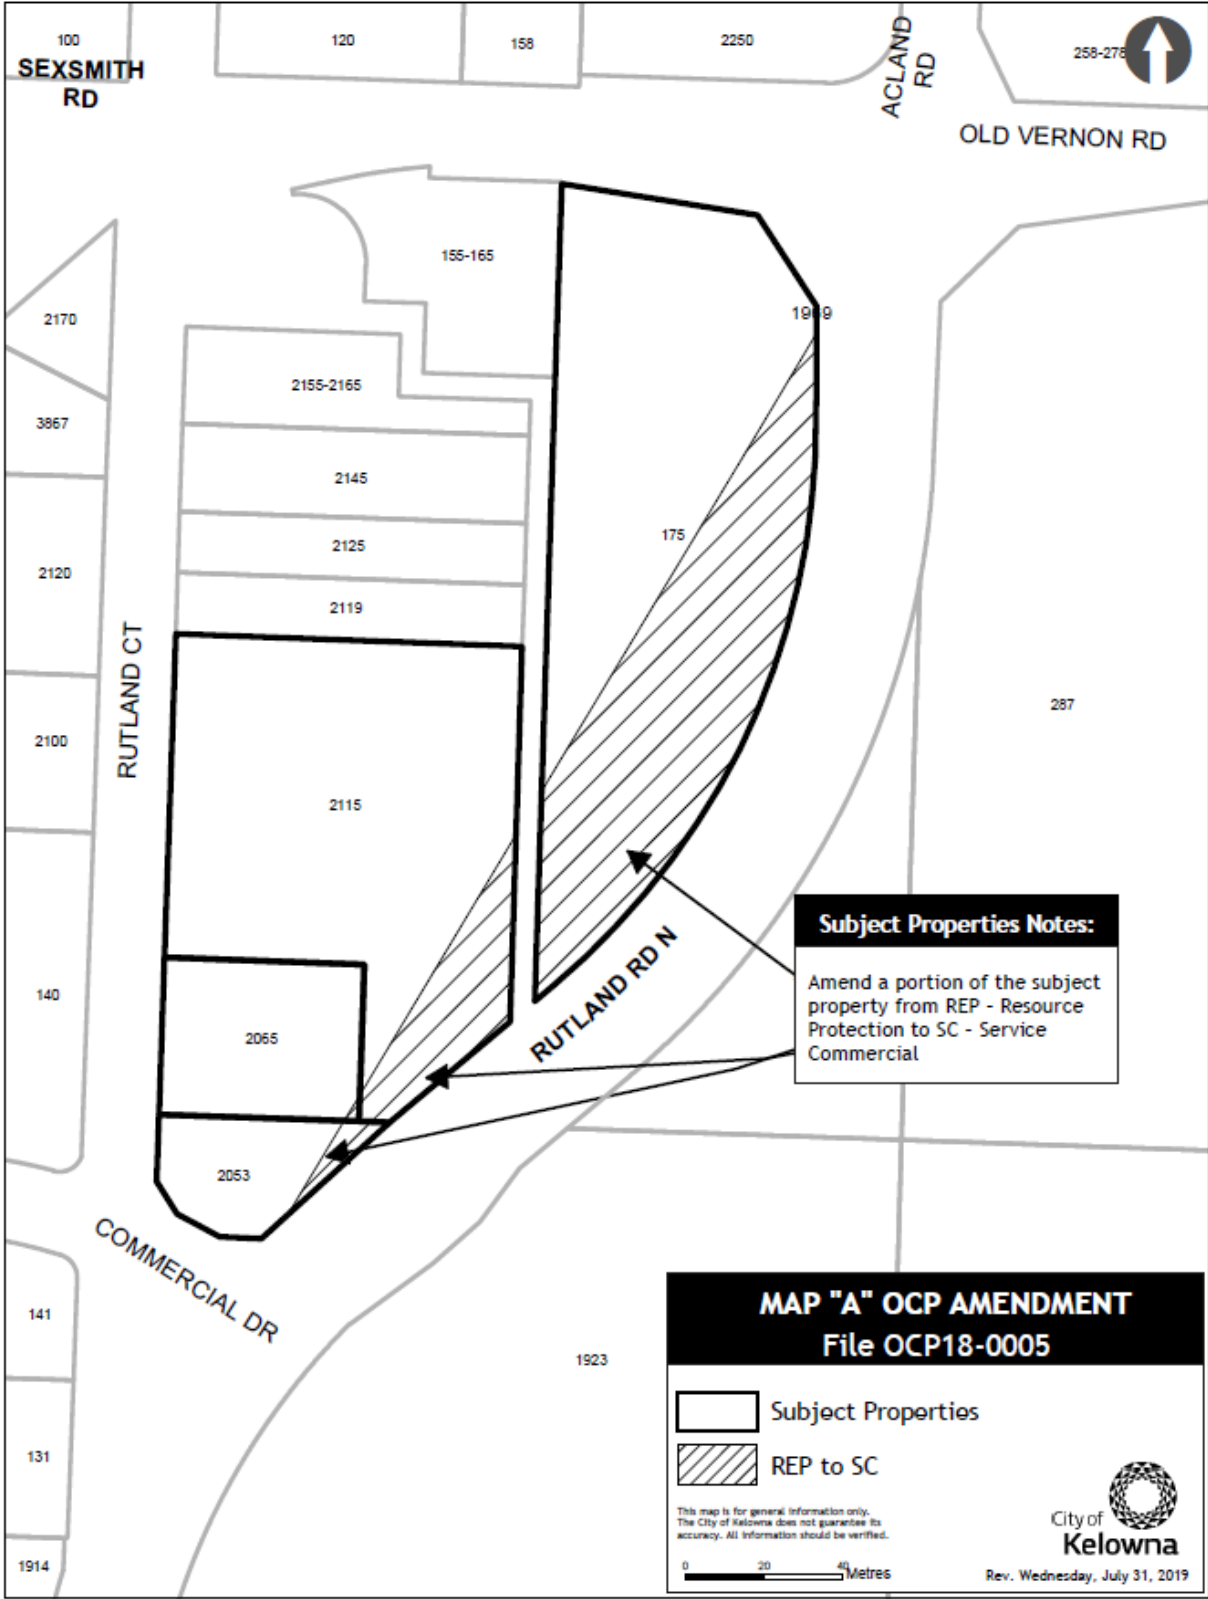 100
120
158
2250
258-278
SEXSMITH
RD
ACLAND
RD
OLD VERNON RD
155-165
2170
1969
2155-2165
3867
2145
175
2125
2120
2119
RUTLAND CT
287
2100
2115
Subject Properties Notes:
Amend a portion of the subject
property from REP - Resource
Protection to SC - Service
Commercial
RUTLAND RD N
140
2065
2053
COMMERCIAL DR
141
1923
131
1914
MAP "A" OCP AMENDMENT
File OCP18-0005
Subject Properties
REP to SC
This map is for general information only.
The City of Kelowna does not guarantee its
accuracy. All information should be verified.
City of
Kelowna
0 20 40 Metres
Rev. Wednesday, July 31, 2019